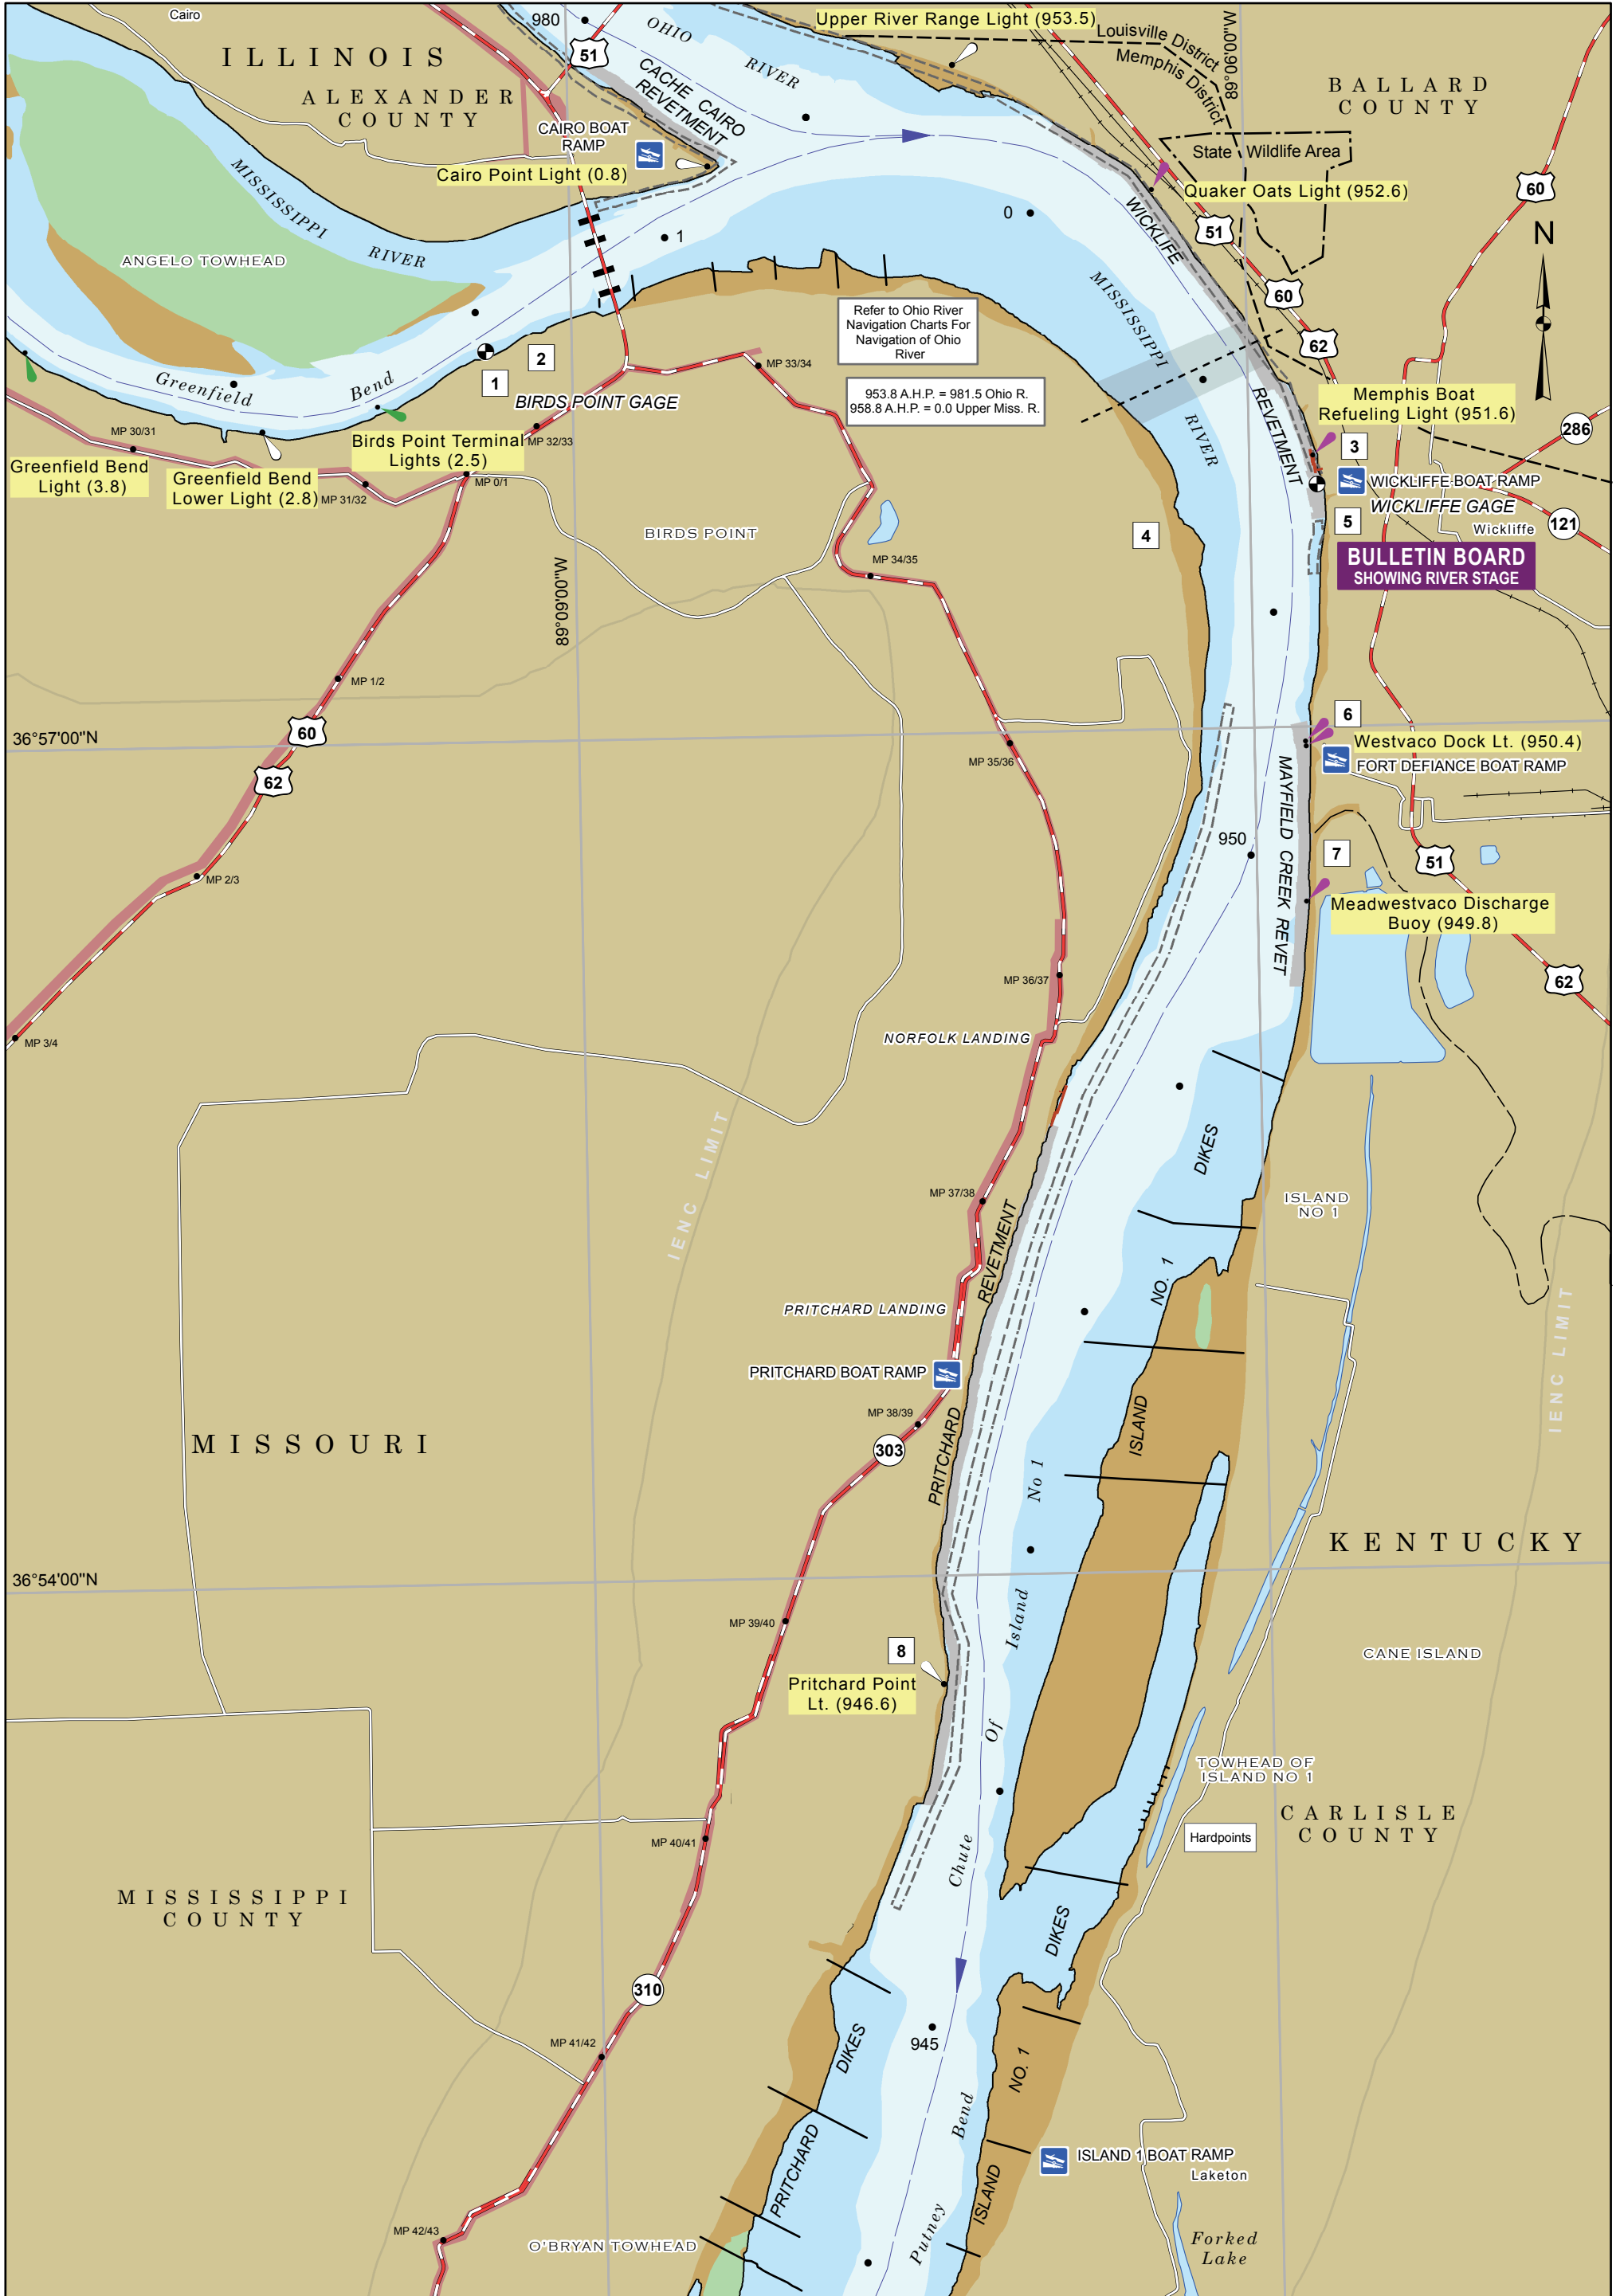 Cairo
980
51
OHIO
RIVER
Upper River Range Light (953.5)
Louisville District
Memphis District
89°06'00"W
ILLINOIS
ALEXANDER
COUNTY
CACHE CAIRO
REVETMENT
BALLARD
COUNTY
CAIRO BOAT
RAMP
Cairo Point Light (0.8)
State Wildlife Area
Quaker Oats Light (952.6)
60
MISSISSIPPI
RIVER
ANGELO TOWHEAD
1
0
WICKLIFE
REVETMENT
51
60
62
N
MISSISSIPPI
RIVER
Refer to Ohio River
Navigation Charts For
Navigation of Ohio
River
953.8 A.H.P. = 981.5 Ohio R.
958.8 A.H.P. = 0.0 Upper Miss. R.
2
1
Greenfield
Bend
BIRDS POINT GAGE
MP 33/34
Memphis Boat
Refueling Light (951.6)
286
MP 30/31
Birds Point Terminal
Lights (2.5)
MP 32/33
3
Greenfield Bend
Light (3.8)
Greenfield Bend
Lower Light (2.8)
MP 31/32
MP 0/1
WICKLIFFE BOAT RAMP
WICKLIFFE GAGE
BIRDS POINT
4
5
Wickliffe
121
MP 34/35
BULLETIN BOARD
SHOWING RIVER STAGE
89°09'00"W
MP 1/2
36°57'00"N
60
62
MP 35/36
6
Westvaco Dock Lt. (950.4)
FORT DEFIANCE BOAT RAMP
MAYFIELD CREEK REVET
950
7
51
MP 2/3
Meadwestvaco Discharge
Buoy (949.8)
MP 36/37
62
MP 3/4
NORFOLK LANDING
IENC LIMIT
DIKES
MP 37/38
ISLAND
NO 1
REVETMENT
NO. 1
PRITCHARD LANDING
IENC LIMIT
PRITCHARD BOAT RAMP
MP 38/39
ISLAND
303
MISSOURI
PRITCHARD
No 1
KENTUCKY
36°54'00"N
Island
MP 39/40
8
CANE ISLAND
Pritchard Point
Lt. (946.6)
Of
TOWHEAD OF
ISLAND NO 1
CARLISLE
COUNTY
Hardpoints
MP 40/41
Chute
MISSISSIPPI
COUNTY
DIKES
310
945
MP 41/42
DIKES
NO. 1
Bend
ISLAND 1 BOAT RAMP
Laketon
PRITCHARD
ISLAND
Putney
MP 42/43
O'BRYAN TOWHEAD
Forked
Lake